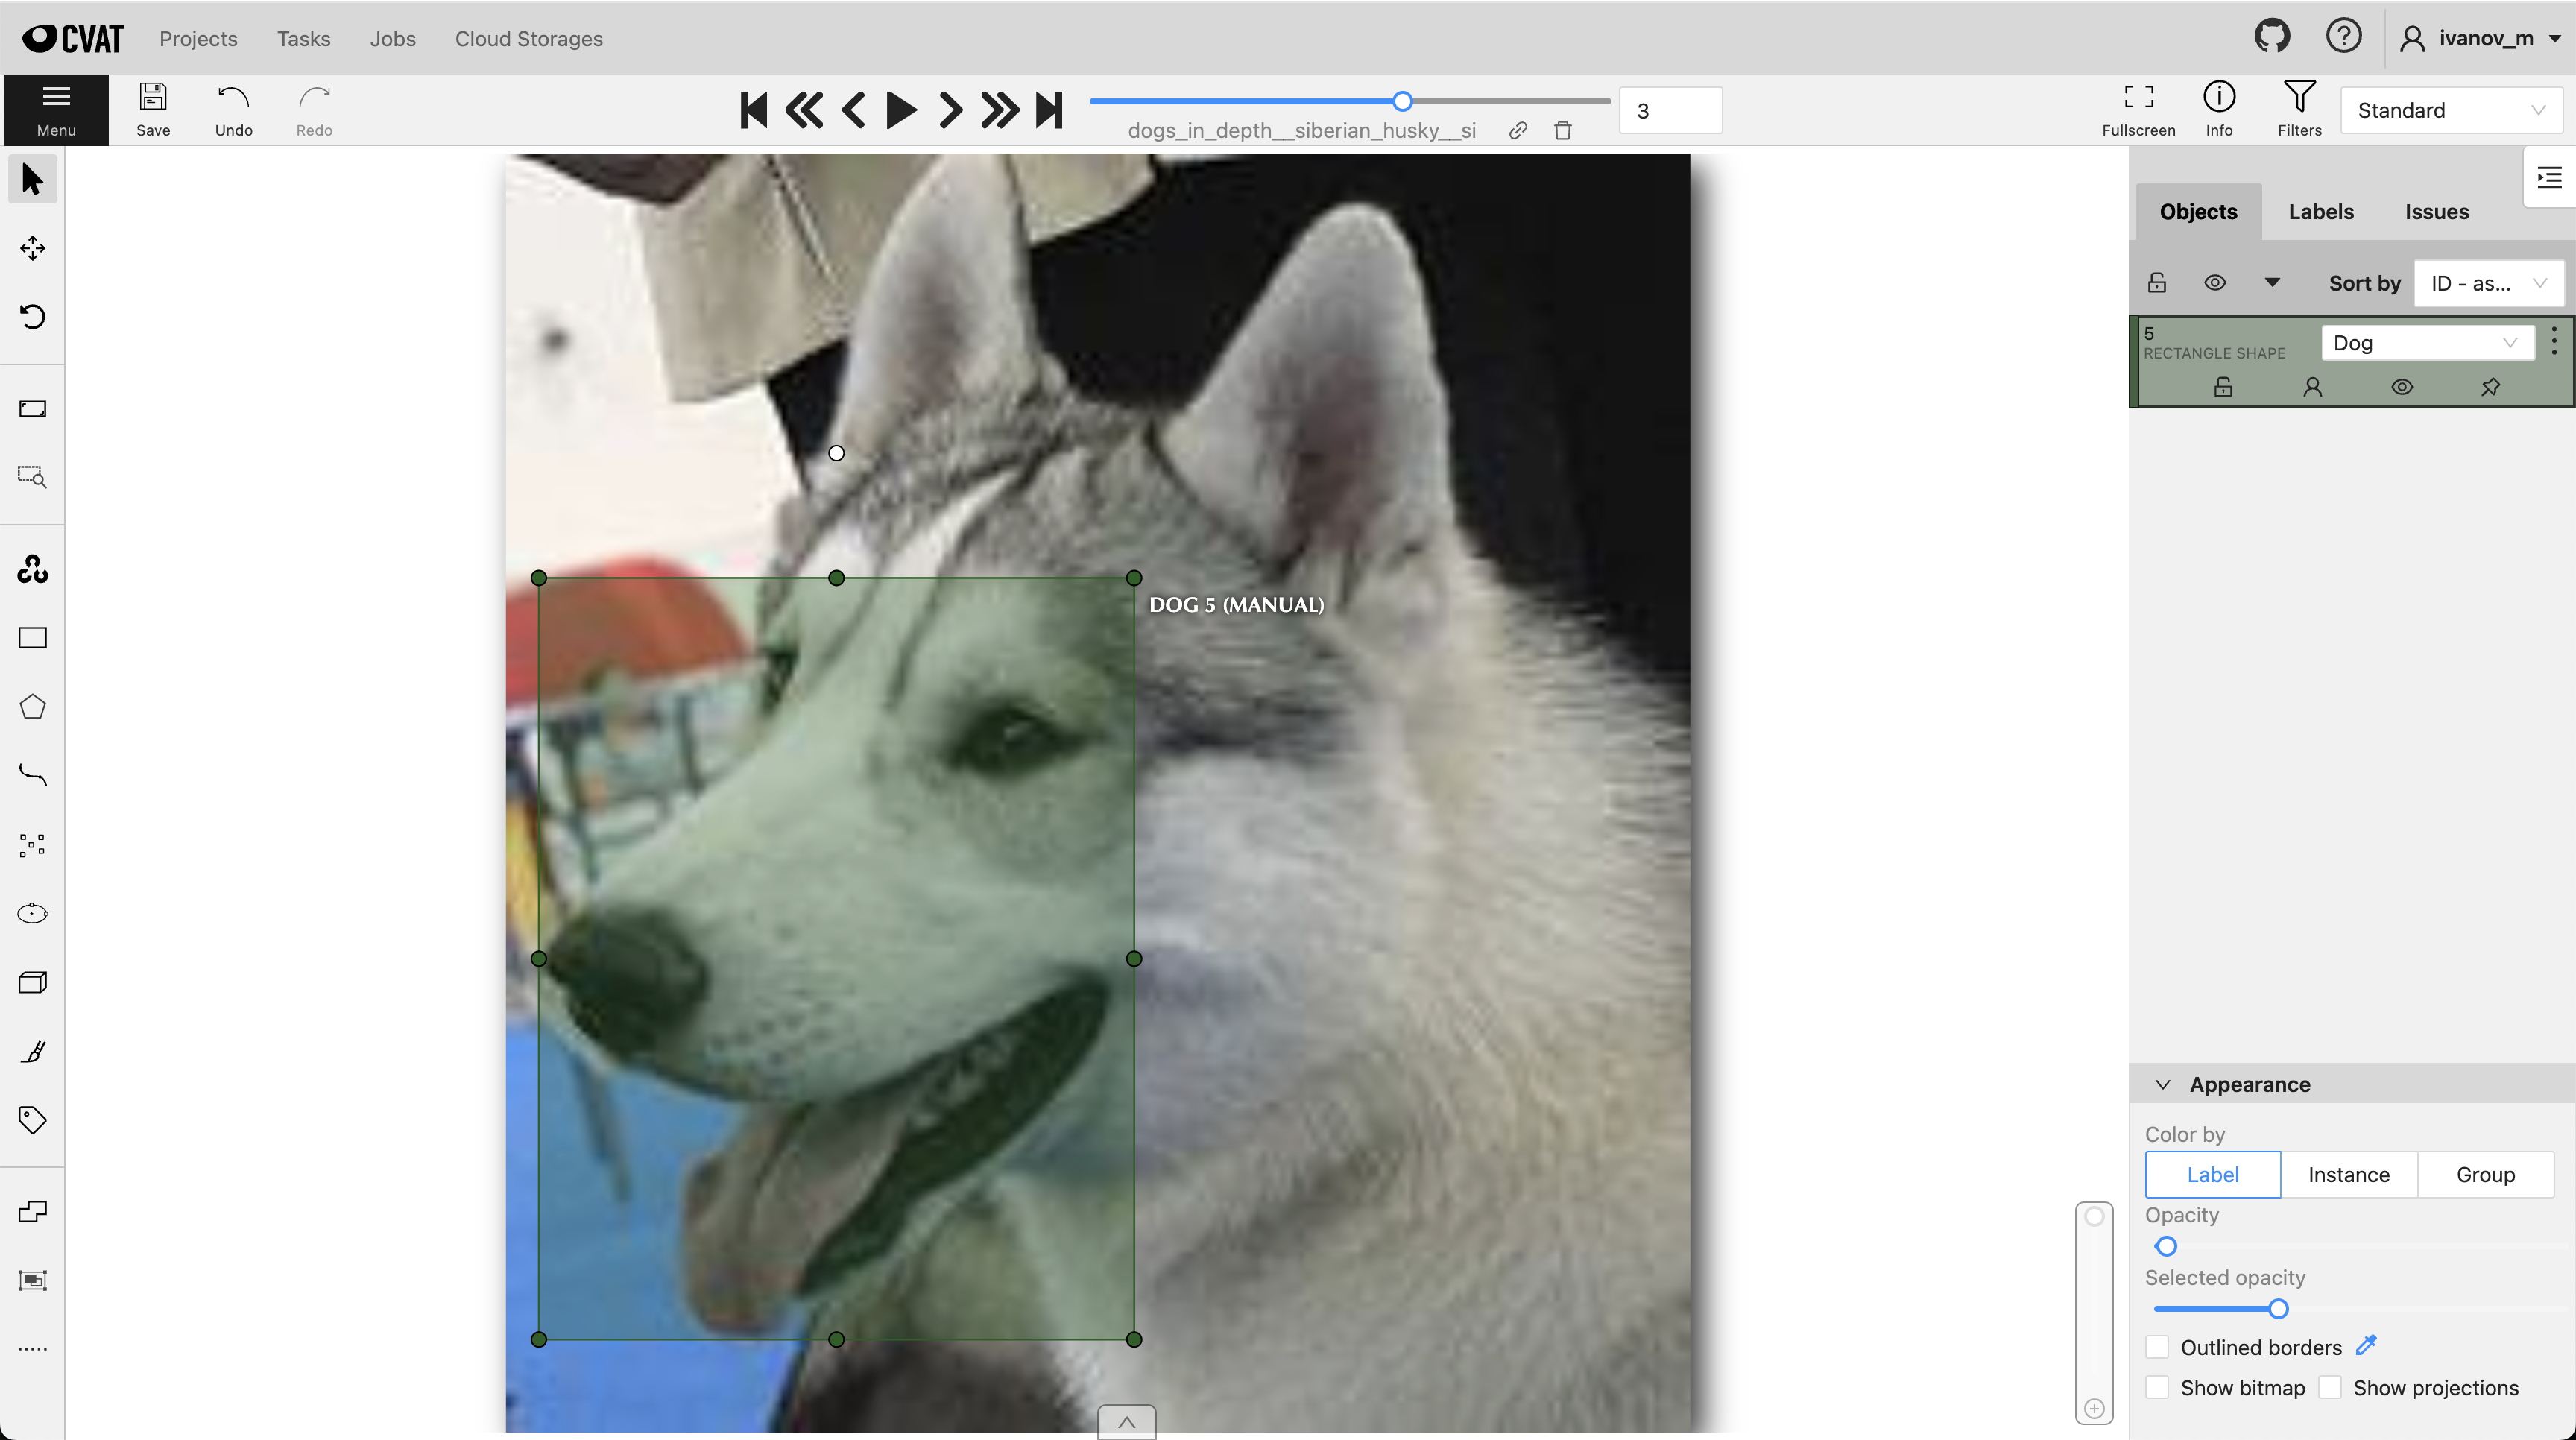 CVAT Projects Tasks Jobs Cloud Storages ivanov_m
Menu Save Undo Redo
dogs_in_depth__siberian_husky__si
3
Fullscreen Info Filters Standard
Objects Labels Issues
Sort by ID - as...
5
RECTANGLE SHAPE
Dog
DOG 5 (MANUAL)
Appearance
Color by
Label Instance Group
Opacity
Selected opacity
Outlined borders
Show bitmap Show projections